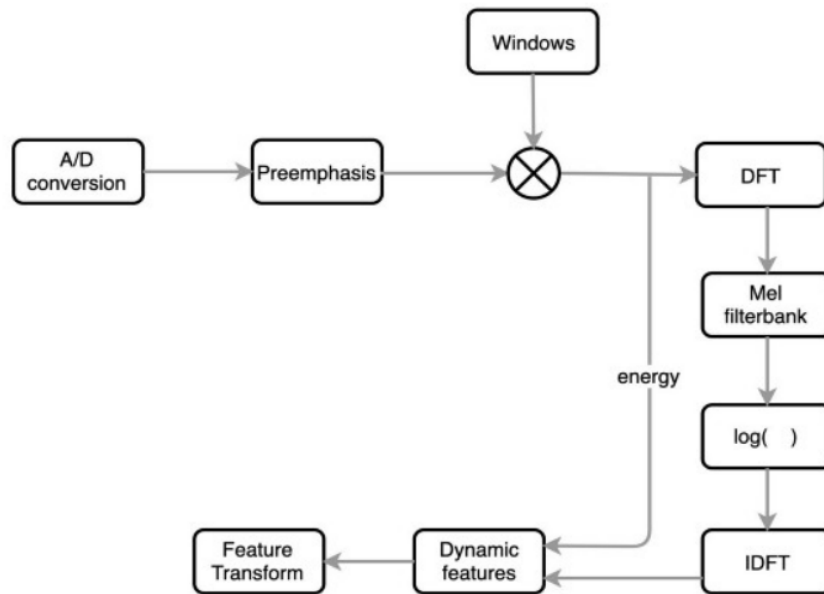 Windows
A/D
conversion
Preemphasis
DFT
Mel
filterbank
energy
log( )
Feature
Transform
Dynamic
features
IDFT